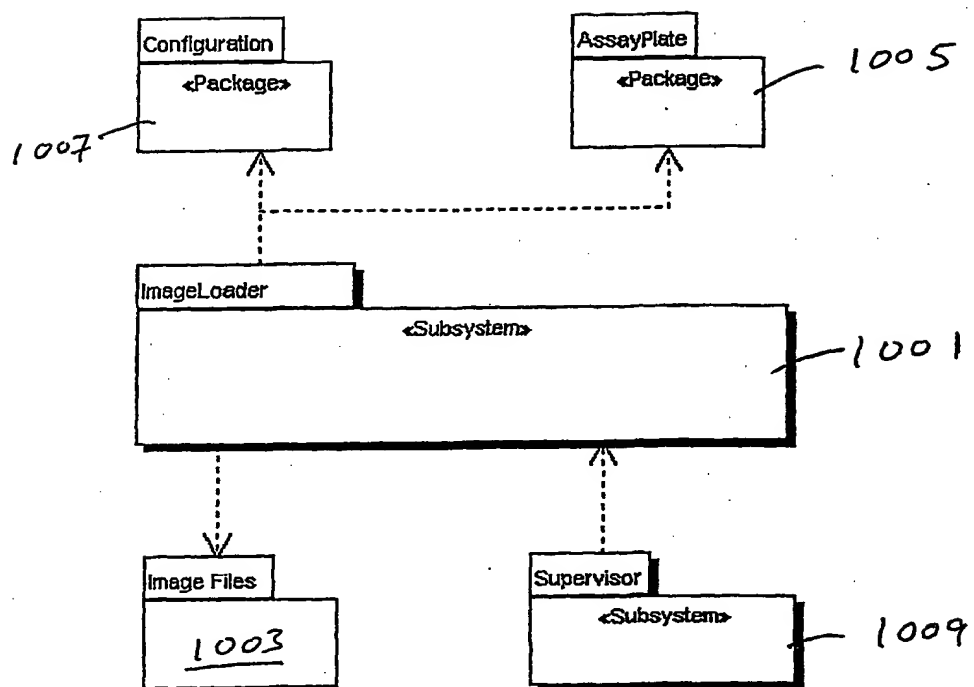 Configuration
«Package»
1007
AssayPlate
«Package»
1005
ImageLoader
«Subsystem»
1001
Image Files
1003
Supervisor
«Subsystem»
1009